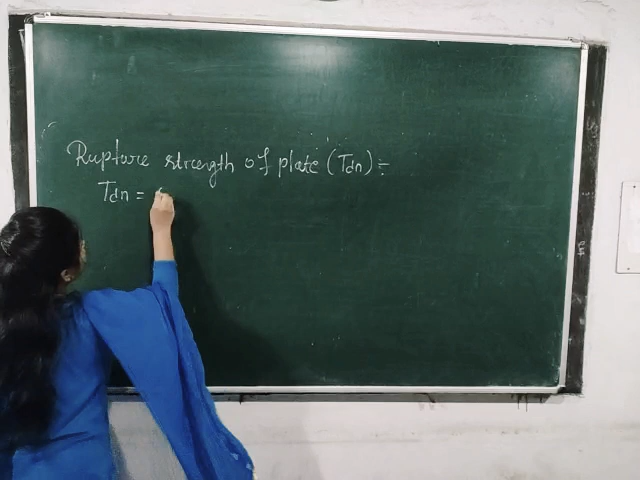 Rupture strength of plate (Tdn) :-
Tdn =